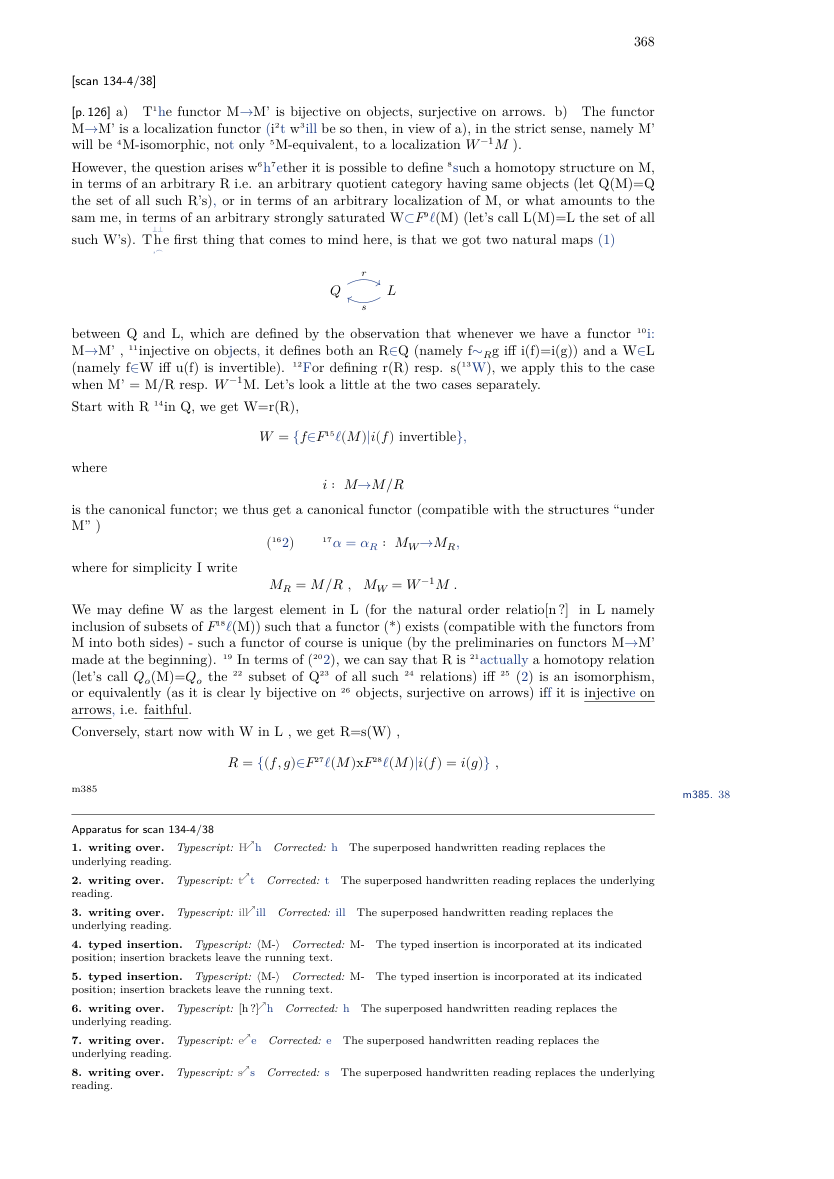 368
[scan 134-4/38]
[p. 126] a) T¹he functor M→M' is bijective on objects, surjective on arrows. b) The functor
M→M' is a localization functor (i²t w³ill be so then, in view of a), in the strict sense, namely M'
will be ⁴M-isomorphic, not only ⁵M-equivalent, to a localization W⁻¹M ).
However, the question arises w⁶h⁷ether it is possible to define ⁸such a homotopy structure on M,
in terms of an arbitrary R i.e. an arbitrary quotient category having same objects (let Q(M)=Q
the set of all such R's), or in terms of an arbitrary localization of M, or what amounts to the
sam me, in terms of an arbitrary strongly saturated W⊂F⁹ℓ(M) (let's call L(M)=L the set of all
such W's). The first thing that comes to mind here, is that we got two natural maps (1)
r
Q L
s
between Q and L, which are defined by the observation that whenever we have a functor ¹⁰i:
M→M' , ¹¹injective on objects, it defines both an R∈Q (namely f∼_Rg iff i(f)=i(g)) and a W∈L
(namely f∈W iff u(f) is invertible). ¹²For defining r(R) resp. s(¹³W), we apply this to the case
when M' = M/R resp. W⁻¹M. Let's look a little at the two cases separately.
Start with R ¹⁴in Q, we get W=r(R),
W = {f∈F¹⁵ℓ(M)|i(f) invertible},
where
i : M→M/R
is the canonical functor; we thus get a canonical functor (compatible with the structures “under
M” )
(¹⁶2) ¹⁷α = α_R : M_W→M_R,
where for simplicity I write
M_R = M/R , M_W = W⁻¹M .
We may define W as the largest element in L (for the natural order relatio[n ?] in L namely
inclusion of subsets of F¹⁸ℓ(M)) such that a functor (*) exists (compatible with the functors from
M into both sides) - such a functor of course is unique (by the preliminaries on functors M→M'
made at the beginning). ¹⁹ In terms of (²⁰2), we can say that R is ²¹actually a homotopy relation
(let's call Q_o(M)=Q_o the ²² subset of Q²³ of all such ²⁴ relations) iff ²⁵ (2) is an isomorphism,
or equivalently (as it is clear ly bijective on ²⁶ objects, surjective on arrows) iff it is injective on
arrows, i.e. faithful.
Conversely, start now with W in L , we get R=s(W) ,
R = {(f, g)∈F²⁷ℓ(M)xF²⁸ℓ(M)|i(f) = i(g)} ,
m385
m385. 38
Apparatus for scan 134-4/38
1. writing over. Typescript: H↗h Corrected: h The superposed handwritten reading replaces the
underlying reading.
2. writing over. Typescript: t↗t Corrected: t The superposed handwritten reading replaces the underlying
reading.
3. writing over. Typescript: ill↗ill Corrected: ill The superposed handwritten reading replaces the
underlying reading.
4. typed insertion. Typescript: ⟨M-⟩ Corrected: M- The typed insertion is incorporated at its indicated
position; insertion brackets leave the running text.
5. typed insertion. Typescript: ⟨M-⟩ Corrected: M- The typed insertion is incorporated at its indicated
position; insertion brackets leave the running text.
6. writing over. Typescript: [h ?]↗h Corrected: h The superposed handwritten reading replaces the
underlying reading.
7. writing over. Typescript: e↗e Corrected: e The superposed handwritten reading replaces the
underlying reading.
8. writing over. Typescript: s↗s Corrected: s The superposed handwritten reading replaces the underlying
reading.